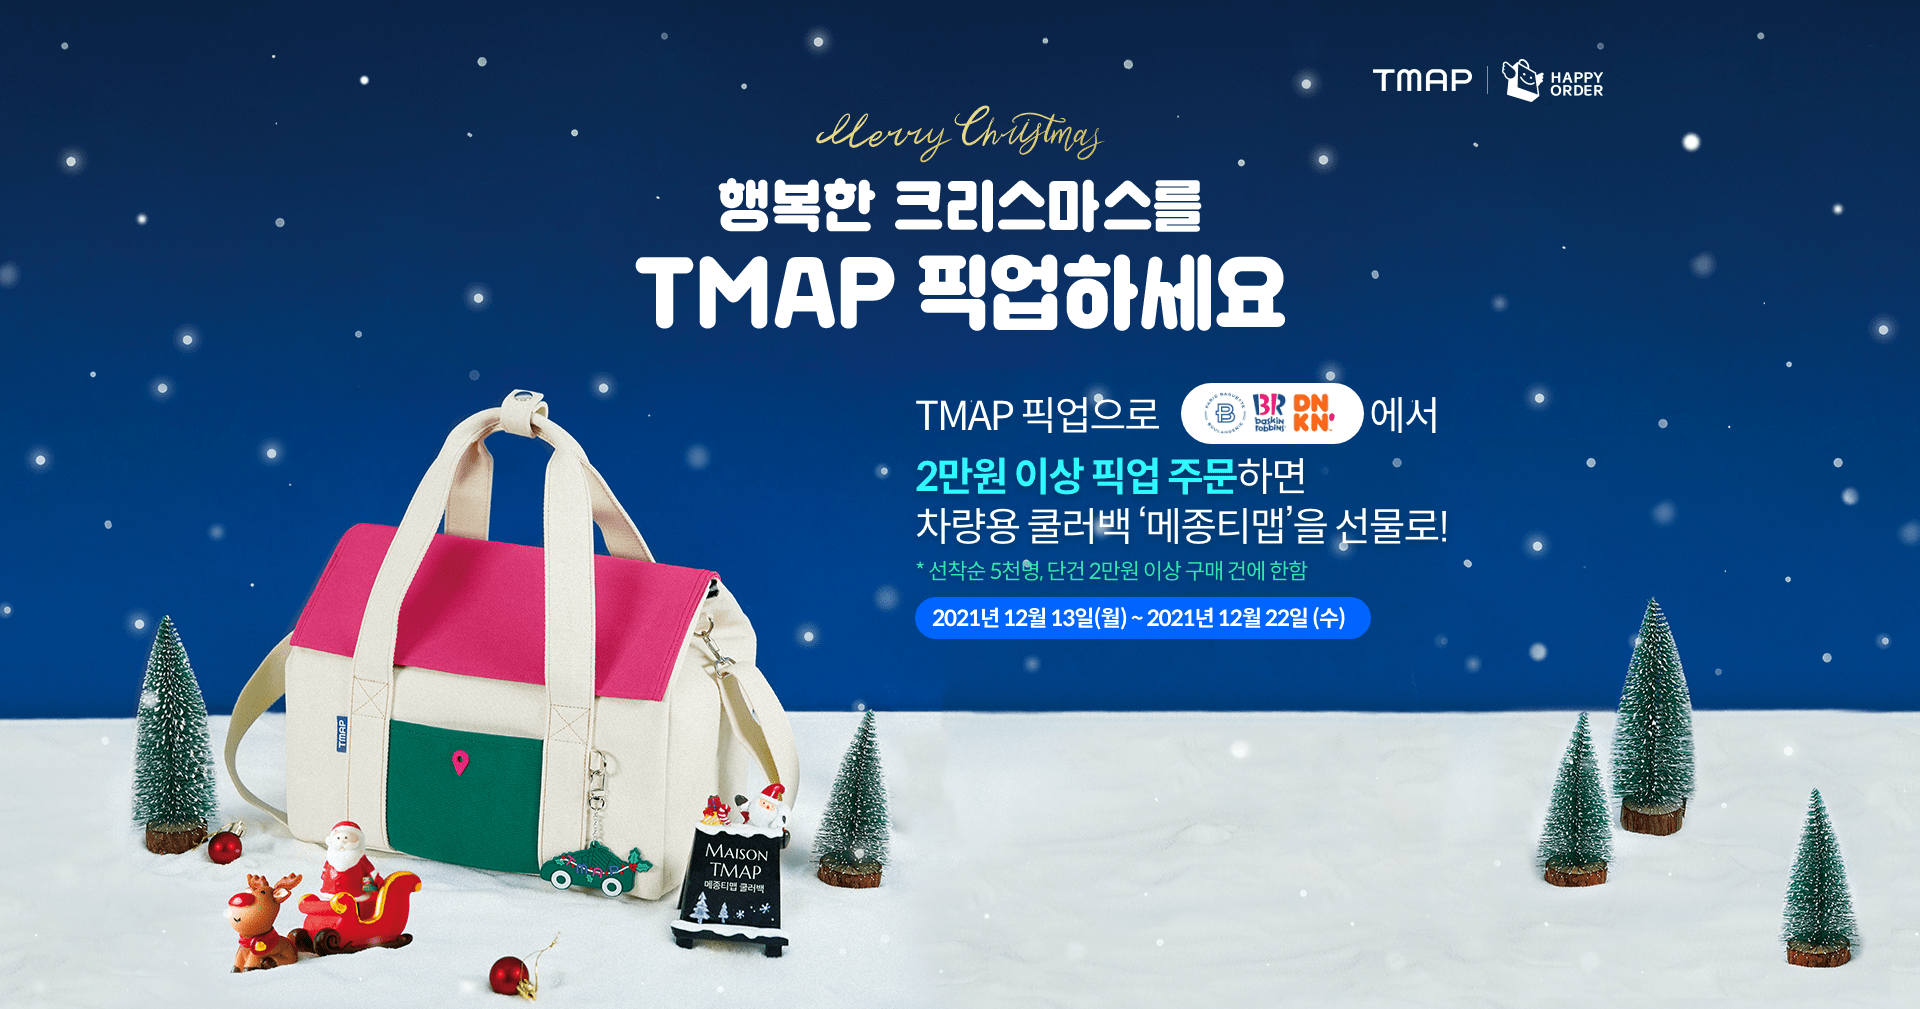 TMAP
HAPPY
ORDER
Merry Christmas
행복한 크리스마스를
TMAP 픽업하세요
TMAP 픽업으로 PARIS BAGUETTE B BOULANGERIE BR baskin robbins DN KN' 에서
2만원 이상 픽업 주문하면
차량용 쿨러백 ‘메종티맵’을 선물로!
* 선착순 5천명, 단건 2만원 이상 구매 건에 한함
2021년 12월 13일(월) ~ 2021년 12월 22일 (수)
TMAP
MAISON
TMAP
메종티맵 쿨러백